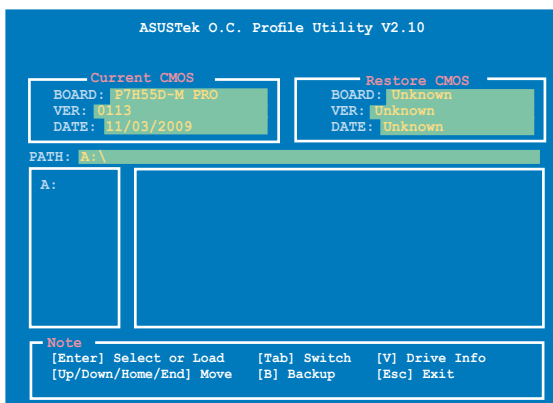 ASUSTek O.C. Profile Utility V2.10
Current CMOS
BOARD: P7H55D-M PRO
VER: 0113
DATE: 11/03/2009
Restore CMOS
BOARD: Unknown
VER: Unknown
DATE: Unknown
PATH: A:\
A:
Note
[Enter] Select or Load [Tab] Switch [V] Drive Info
[Up/Down/Home/End] Move [B] Backup [Esc] Exit